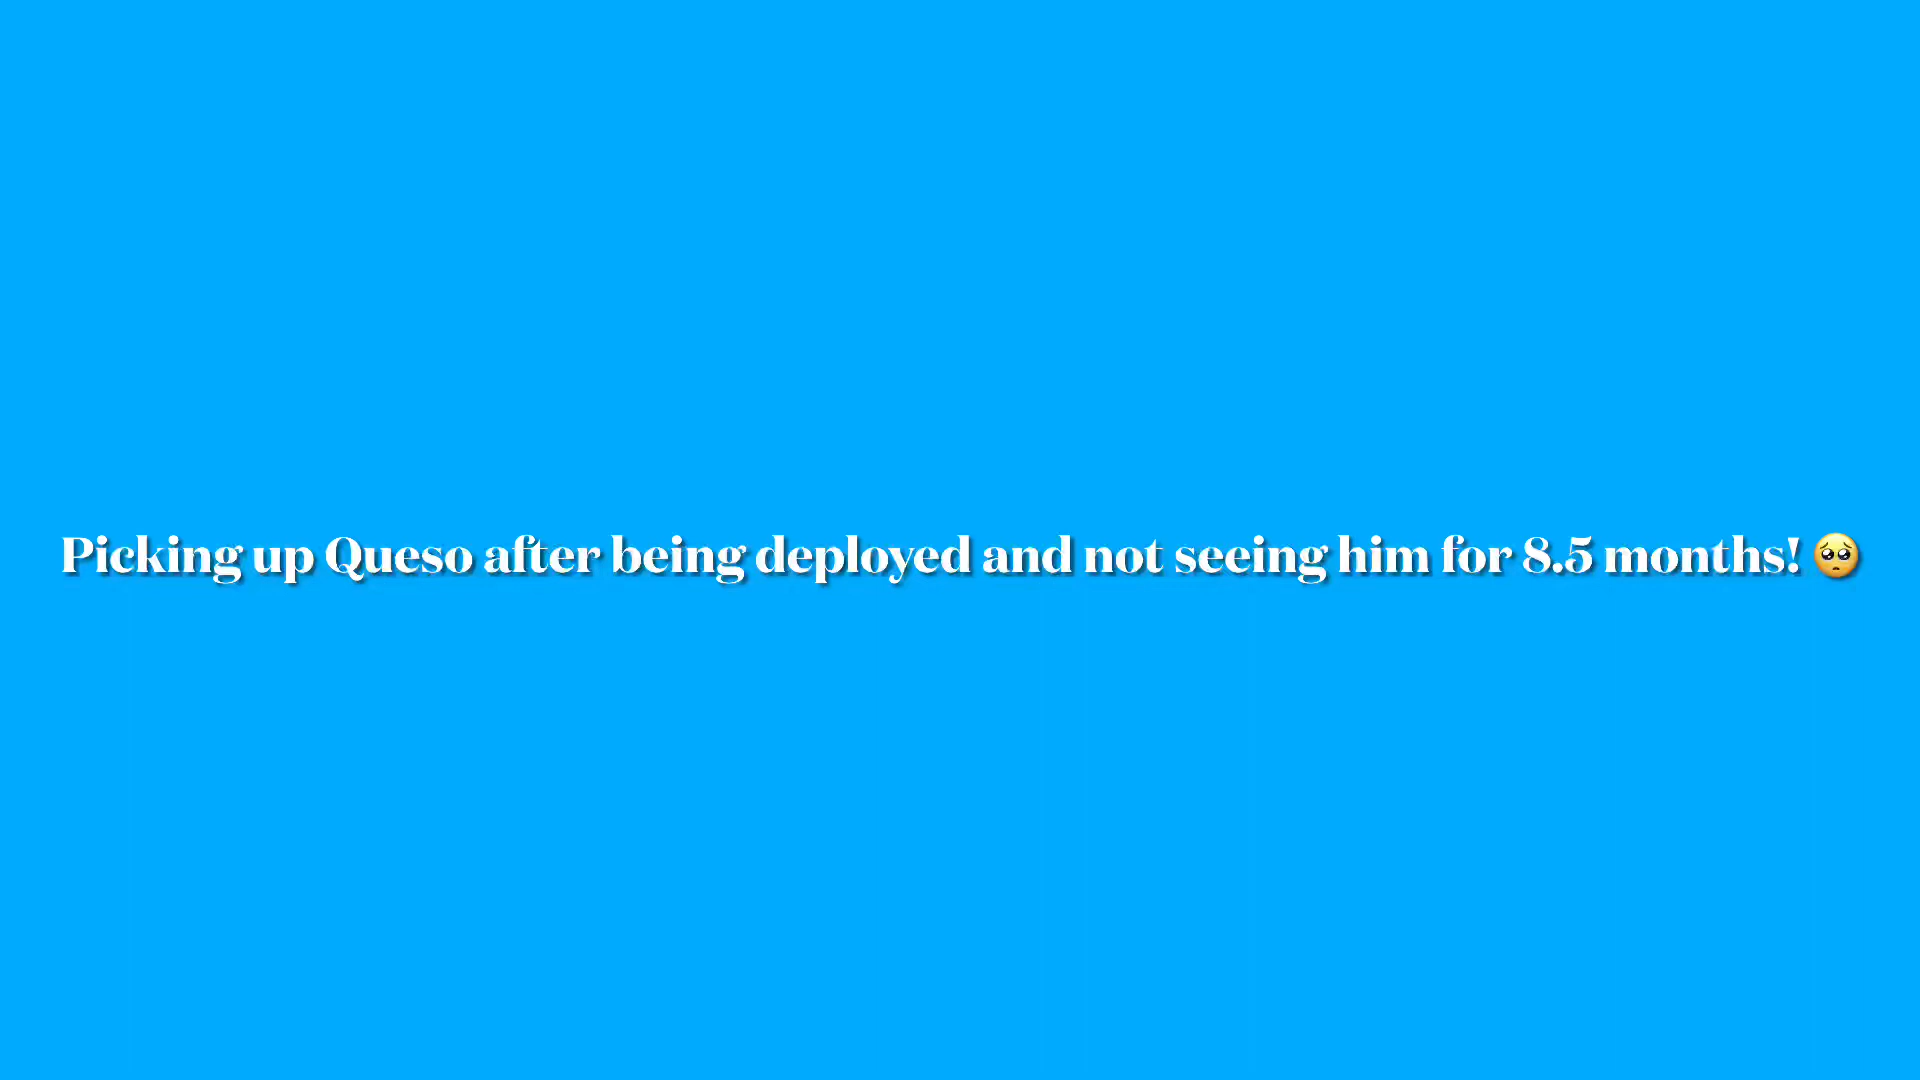 Picking up Queso after being deployed and not seeing him for 8.5 months! 🥺